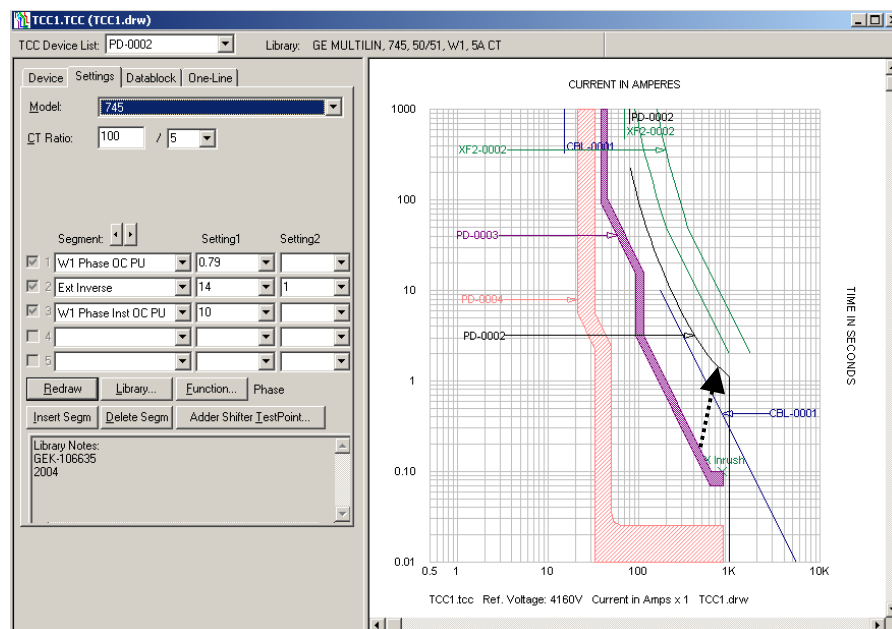 TCC1.TCC (TCC1.drw)
TCC Device List: PD-0002
Library: GE MULTILIN, 745, 50/51, W1, 5A CT
Device Settings Datablock One-Line
Model: 745
CT Ratio: 100 / 5
Segment: Setting1 Setting2
1 W1 Phase OC PU 0.79
2 Ext Inverse 14 1
3 W1 Phase Inst OC PU 10
4
5
Redraw Library... Function... Phase
Insert Segm Delete Segm Adder Shifter TestPoint...
Library Notes:
GEK-106635
2004
CURRENT IN AMPERES
1000
PD-0002
XF2-0002
CBL-0001
XF2-0002
100
PD-0003
10
PD-0004
PD-0002
TIME IN SECONDS
1
CBL-0001
X Inrush
0.10
0.01
0.5 1 10 100 1K 10K
TCC1.tcc Ref. Voltage: 4160V Current in Amps x 1 TCC1.drw